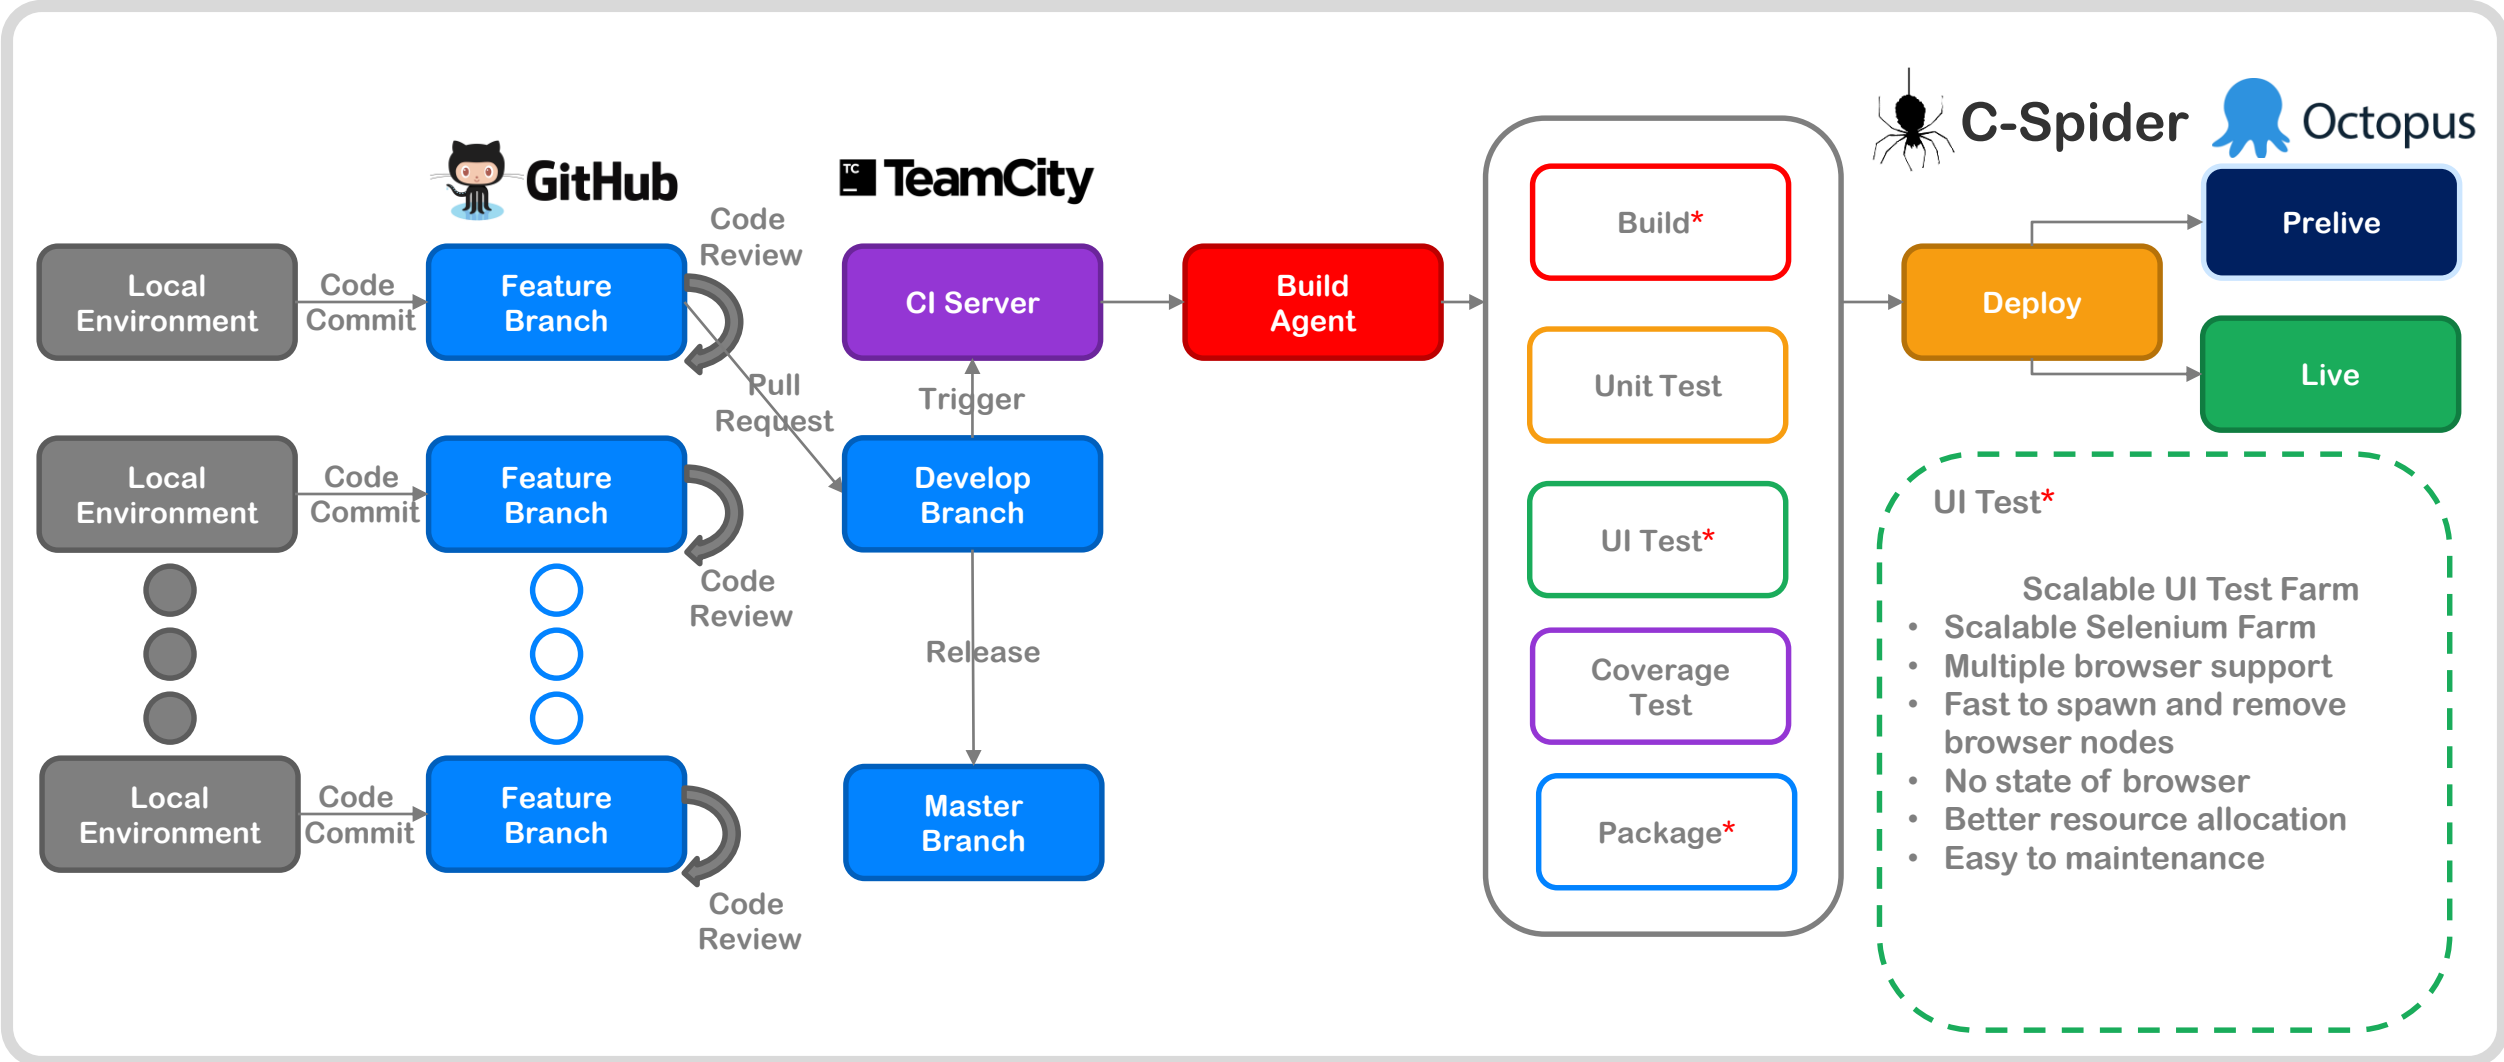 C-Spider
Octopus
GitHub
TC
TeamCity
Code
Review
Local
Environment
Code
Commit
Feature
Branch
CI Server
Build
Agent
Build*
Deploy
Prelive
Live
Pull
Request
Trigger
Unit Test
Local
Environment
Code
Commit
Feature
Branch
Develop
Branch
UI Test*
Code
Review
Release
Coverage
Test
Local
Environment
Code
Commit
Feature
Branch
Master
Branch
Package*
Code
Review
UI Test*
Scalable UI Test Farm
• Scalable Selenium Farm
• Multiple browser support
• Fast to spawn and remove
browser nodes
• No state of browser
• Better resource allocation
• Easy to maintenance